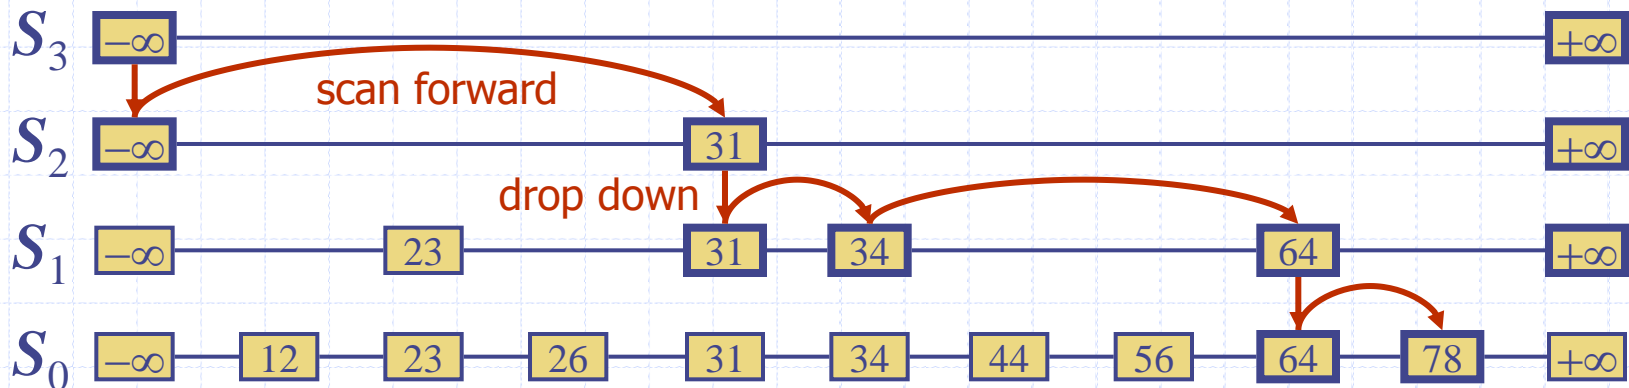 S3 −∞ +∞
scan forward
S2 −∞ 31 +∞
drop down
S1 −∞ 23 31 34 64 +∞
S0 −∞ 12 23 26 31 34 44 56 64 78 +∞